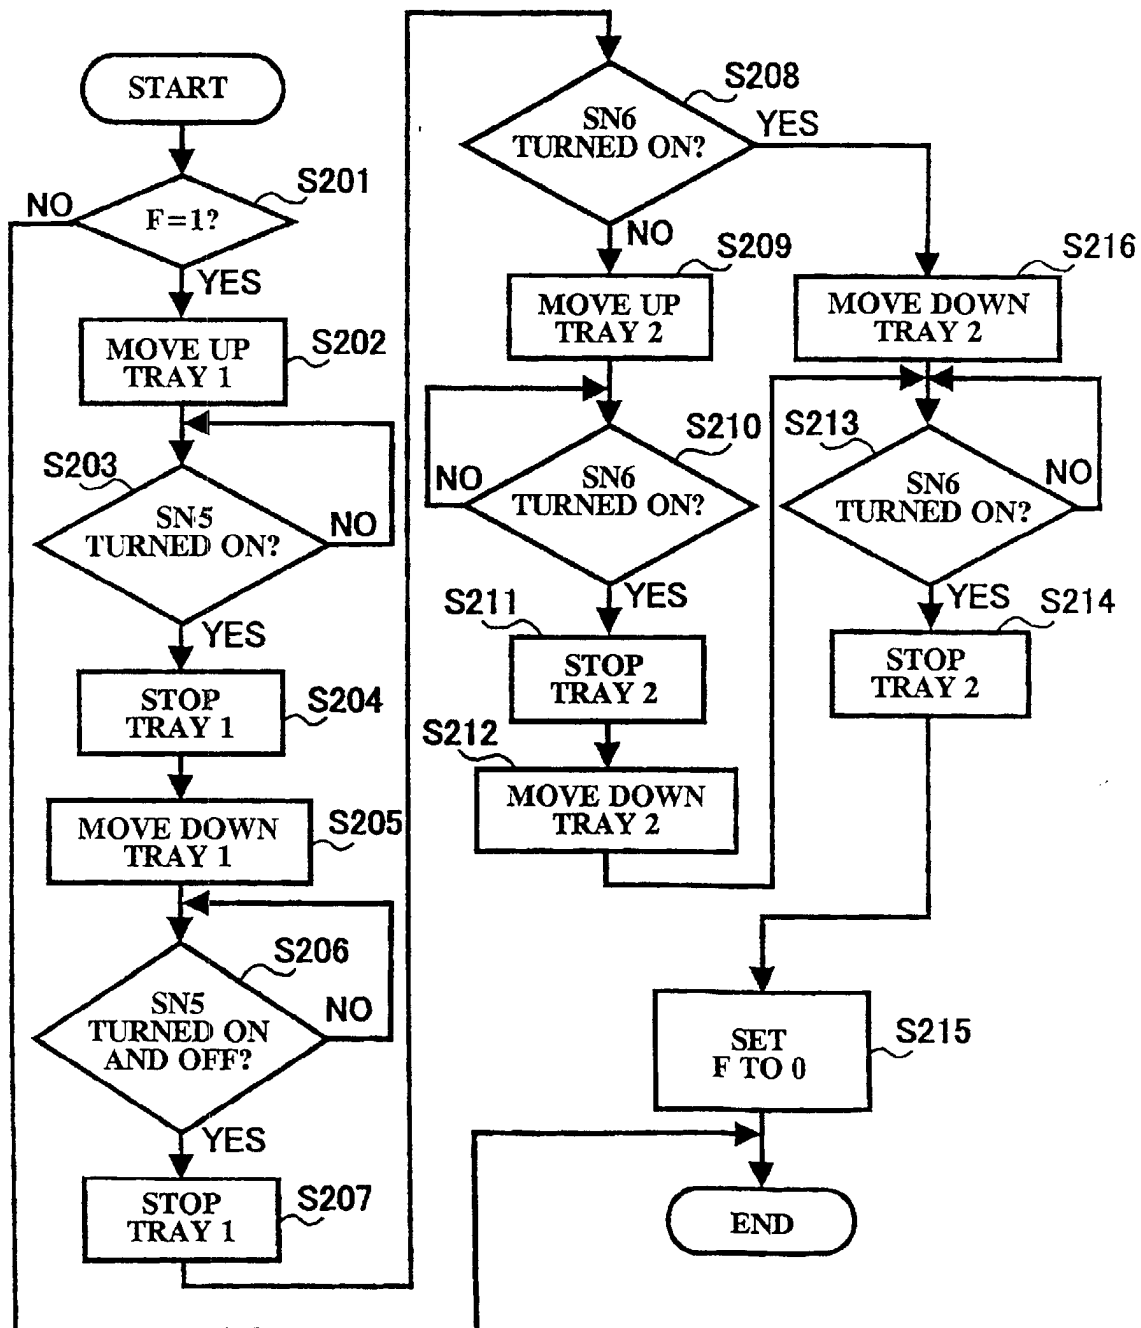 START
S201
NO
F=1?
YES
MOVE UP
TRAY 1
S202
S203
SN5
TURNED ON?
NO
YES
STOP
TRAY 1
S204
MOVE DOWN
TRAY 1
S205
S206
SN5
TURNED ON
AND OFF?
NO
YES
STOP
TRAY 1
S207
S208
SN6
TURNED ON?
YES
NO
S209
MOVE UP
TRAY 2
S210
SN6
TURNED ON?
NO
YES
S211
STOP
TRAY 2
S212
MOVE DOWN
TRAY 2
S216
MOVE DOWN
TRAY 2
S213
SN6
TURNED ON?
NO
YES
S214
STOP
TRAY 2
SET
F TO 0
S215
END